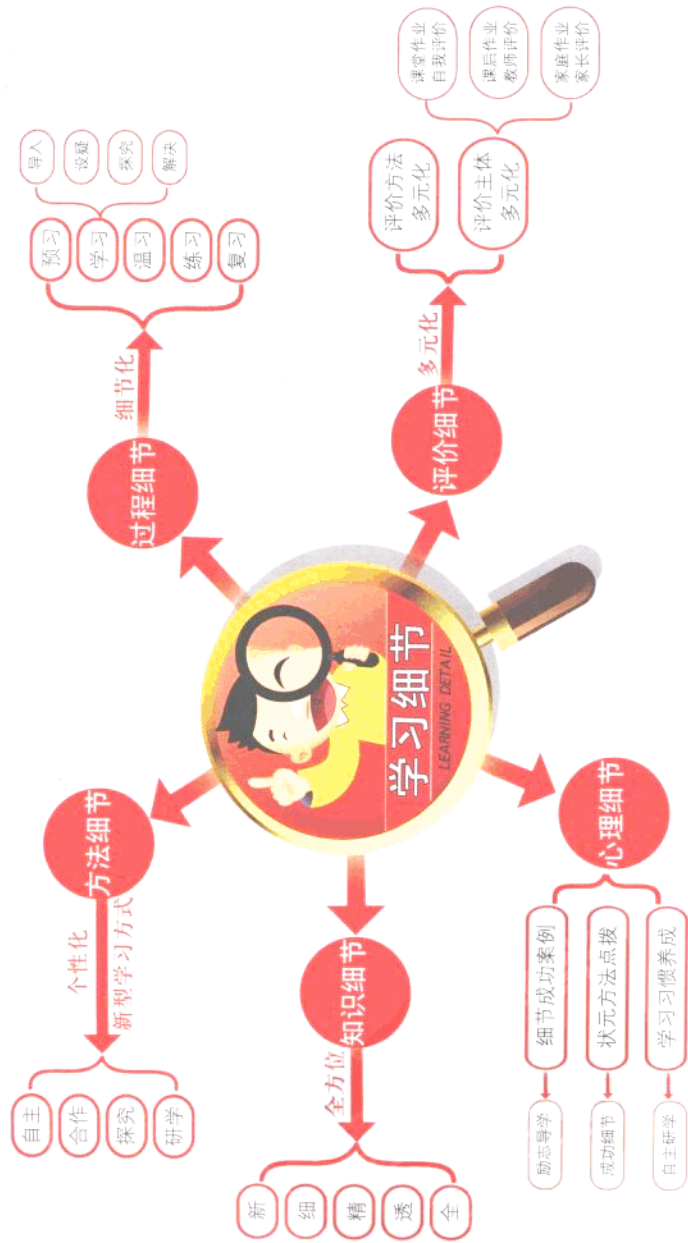 学习细节
LEARNING DETAIL
方法细节
个性化
新型学习方式
自主
合作
探究
研学
过程细节
细节化
预习
学习
温习
练习
复习
导入
设疑
探究
解决
知识细节
全方位
新
细
精
透
全
评价细节
多元化
评价方法
多元化
评价主体
多元化
课堂作业
自我评价
课后作业
教师评价
家庭作业
家长评价
心理细节
细节成功案例
状元方法点拨
学习习惯养成
励志导学
成功细节
自主研学